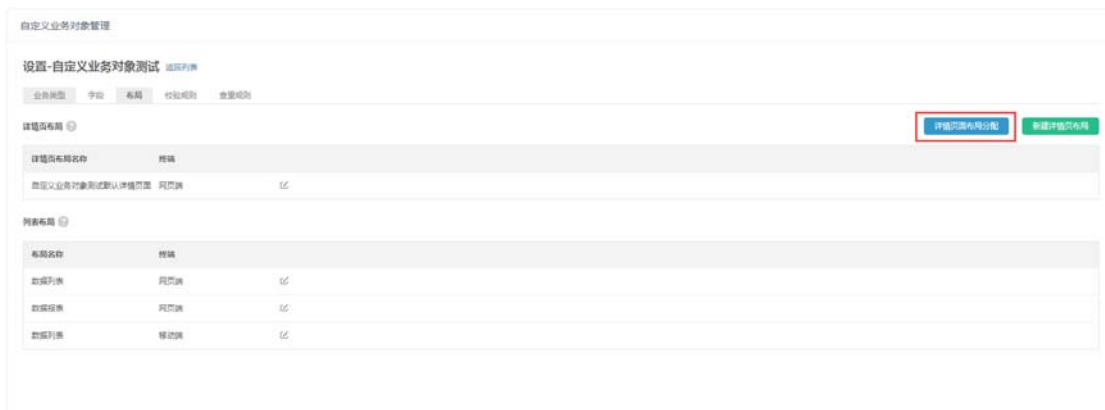 自定义业务对象管理
设置-自定义业务对象测试 返回列表
业务类型 字段 布局 校验规则 查重规则
详情页布局 详情页面布局分配 新建详情页布局
详情页布局名称 终端
自定义业务对象测试默认详情页面 网页端
列表布局
布局名称 终端
数据列表 网页端
数据报表 网页端
数据列表 移动端